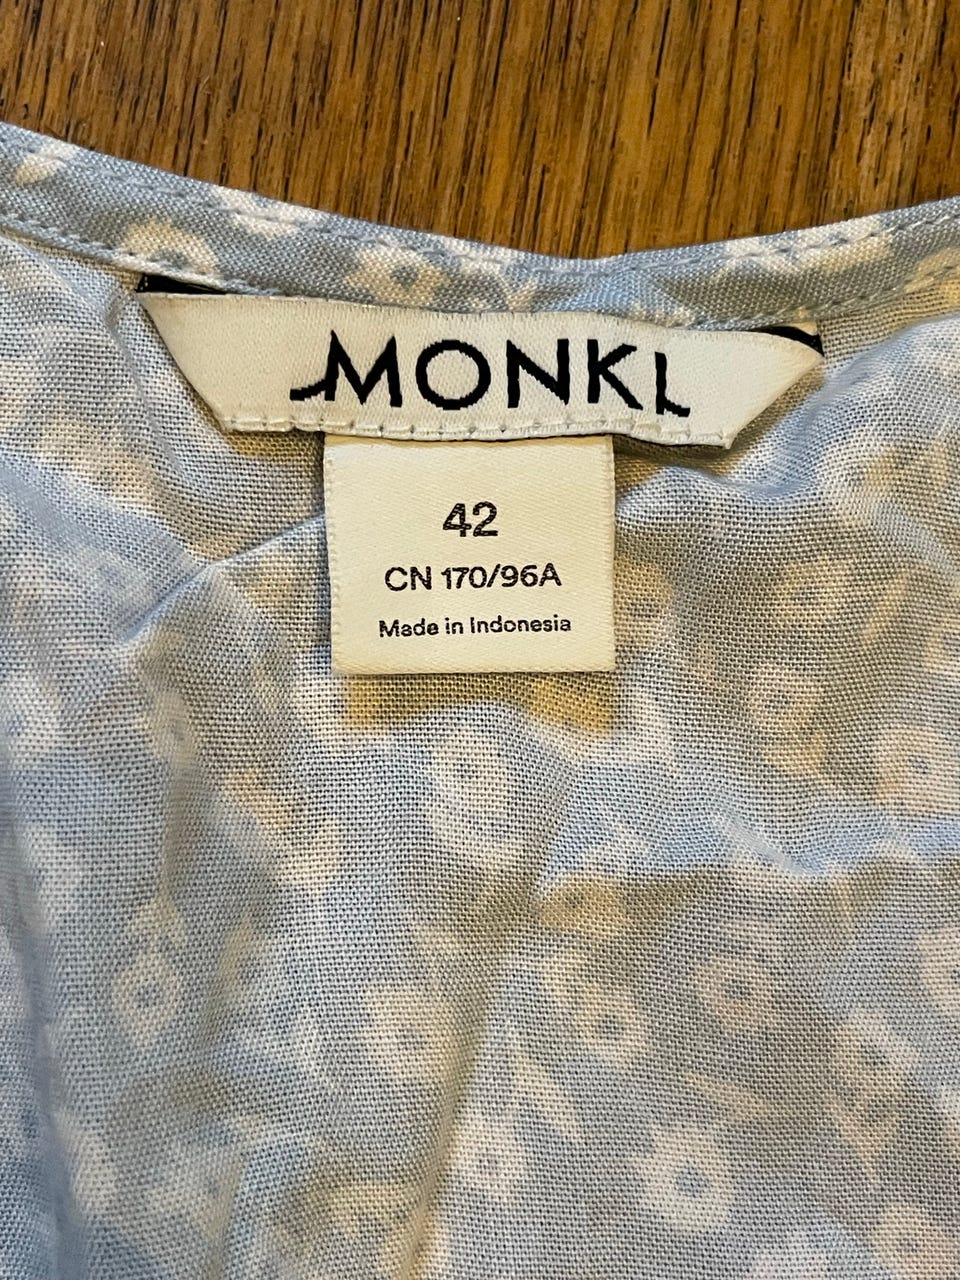 MONKI
42
CN 170/96A
Made in Indonesia